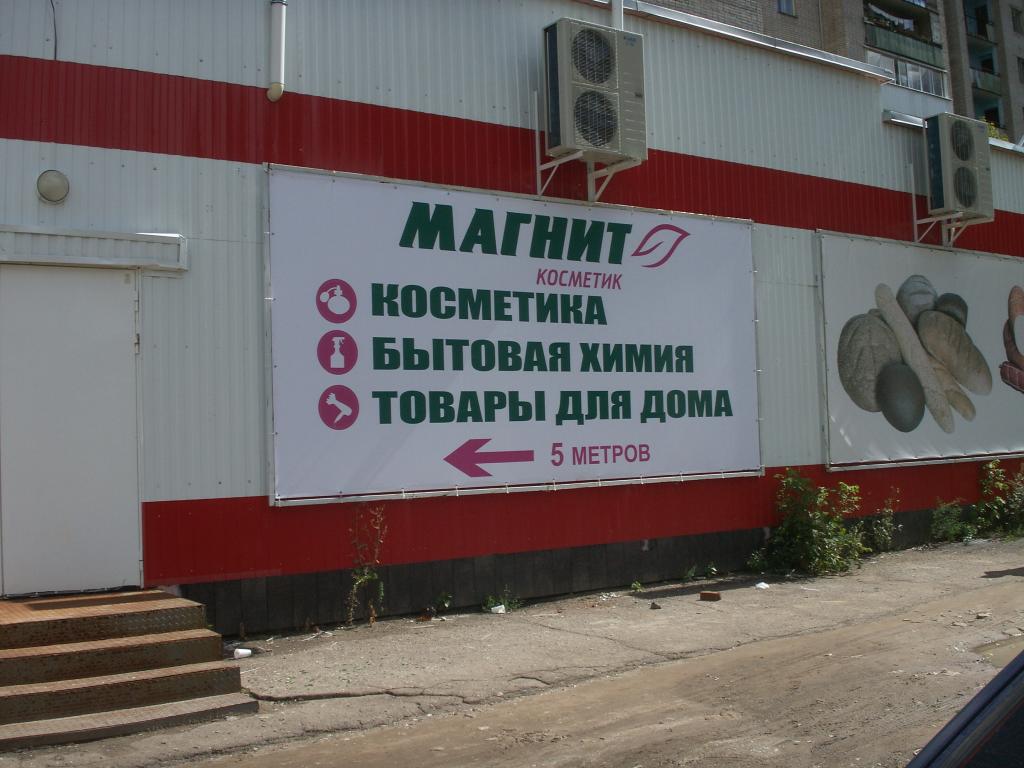 МАГНИТ
КОСМЕТИК
КОСМЕТИКА
БЫТОВАЯ ХИМИЯ
ТОВАРЫ ДЛЯ ДОМА
5 МЕТРОВ